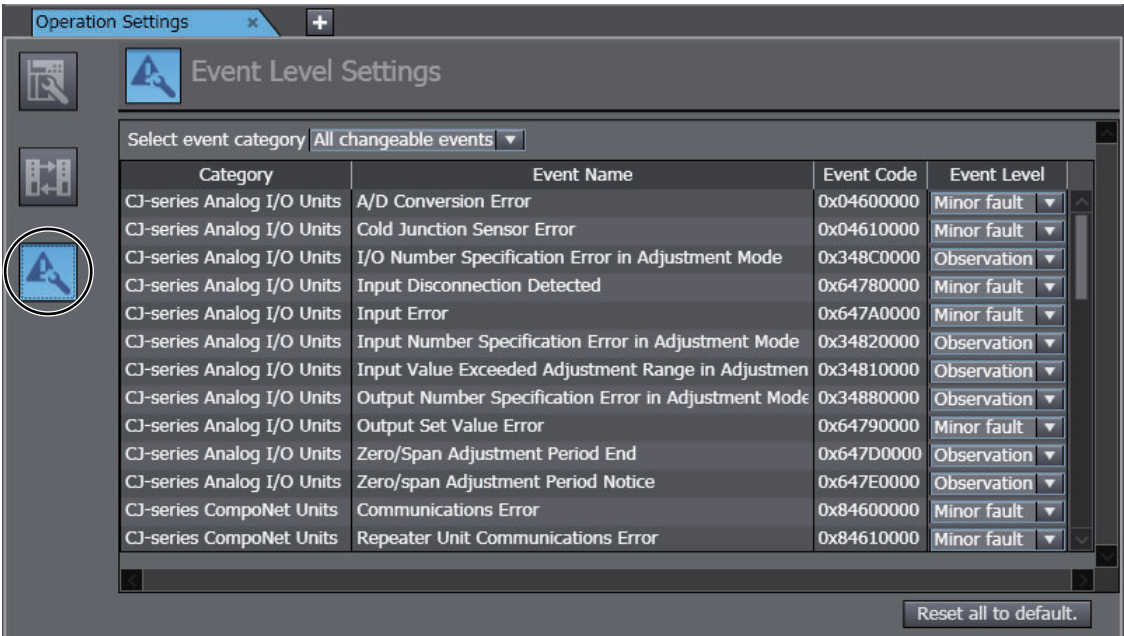 Operation Settings
Event Level Settings
Select event category All changeable events
Category Event Name Event Code Event Level
CJ-series Analog I/O Units A/D Conversion Error 0x04600000 Minor fault
CJ-series Analog I/O Units Cold Junction Sensor Error 0x04610000 Minor fault
CJ-series Analog I/O Units I/O Number Specification Error in Adjustment Mode 0x348C0000 Observation
CJ-series Analog I/O Units Input Disconnection Detected 0x64780000 Minor fault
CJ-series Analog I/O Units Input Error 0x647A0000 Minor fault
CJ-series Analog I/O Units Input Number Specification Error in Adjustment Mode 0x34820000 Observation
CJ-series Analog I/O Units Input Value Exceeded Adjustment Range in Adjustmen 0x34810000 Observation
CJ-series Analog I/O Units Output Number Specification Error in Adjustment Mode 0x34880000 Observation
CJ-series Analog I/O Units Output Set Value Error 0x64790000 Minor fault
CJ-series Analog I/O Units Zero/Span Adjustment Period End 0x647D0000 Observation
CJ-series Analog I/O Units Zero/span Adjustment Period Notice 0x647E0000 Observation
CJ-series CompoNet Units Communications Error 0x84600000 Minor fault
CJ-series CompoNet Units Repeater Unit Communications Error 0x84610000 Minor fault
Reset all to default.